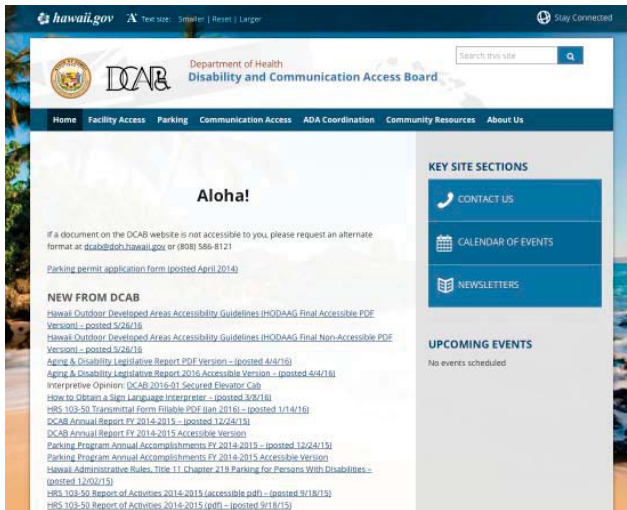 hawaii.gov A Text size: Smaller | Reset | Larger Stay Connected
Search this site
Department of Health
DCAB Disability and Communication Access Board
Home Facility Access Parking Communication Access ADA Coordination Community Resources About Us
Aloha!
If a document on the DCAB website is not accessible to you, please request an alternate
format at dcab@doh.hawaii.gov or (808) 586-8121
Parking permit application form (posted April 2014)
NEW FROM DCAB
Hawaii Outdoor Developed Areas Accessibility Guidelines (HODAAG Final Accessible PDF
Version) – posted 5/26/16
Hawaii Outdoor Developed Areas Accessibility Guidelines (HODAAG Final Non-Accessible PDF
Version) – posted 5/26/16
Aging & Disability Legislative Report PDF Version – (posted 4/4/16)
Aging & Disability Legislative Report 2016 Accessible Version – (posted 4/4/16)
Interpretive Opinion: DCAB 2016-01 Secured Elevator Cab
How to Obtain a Sign Language Interpreter – (posted 3/8/16)
HRS 103-50 Transmittal Form Fillable PDF (Jan 2016) – (posted 1/14/16)
DCAB Annual Report FY 2014-2015 – (posted 12/24/15)
DCAB Annual Report FY 2014-2015 Accessible Version
Parking Program Annual Accomplishments FY 2014-2015 – (posted 12/24/15)
Parking Program Annual Accomplishments FY 2014-2015 Accessible Version
Hawaii Administrative Rules, Title 11 Chapter 219 Parking for Persons With Disabilities –
(posted 12/02/15)
HRS 103-50 Report of Activities 2014-2015 (accessible pdf) – (posted 9/18/15)
HRS 103-50 Report of Activities 2014-2015 (pdf) – (posted 9/18/15)
KEY SITE SECTIONS
CONTACT US
CALENDAR OF EVENTS
NEWSLETTERS
UPCOMING EVENTS
No events scheduled